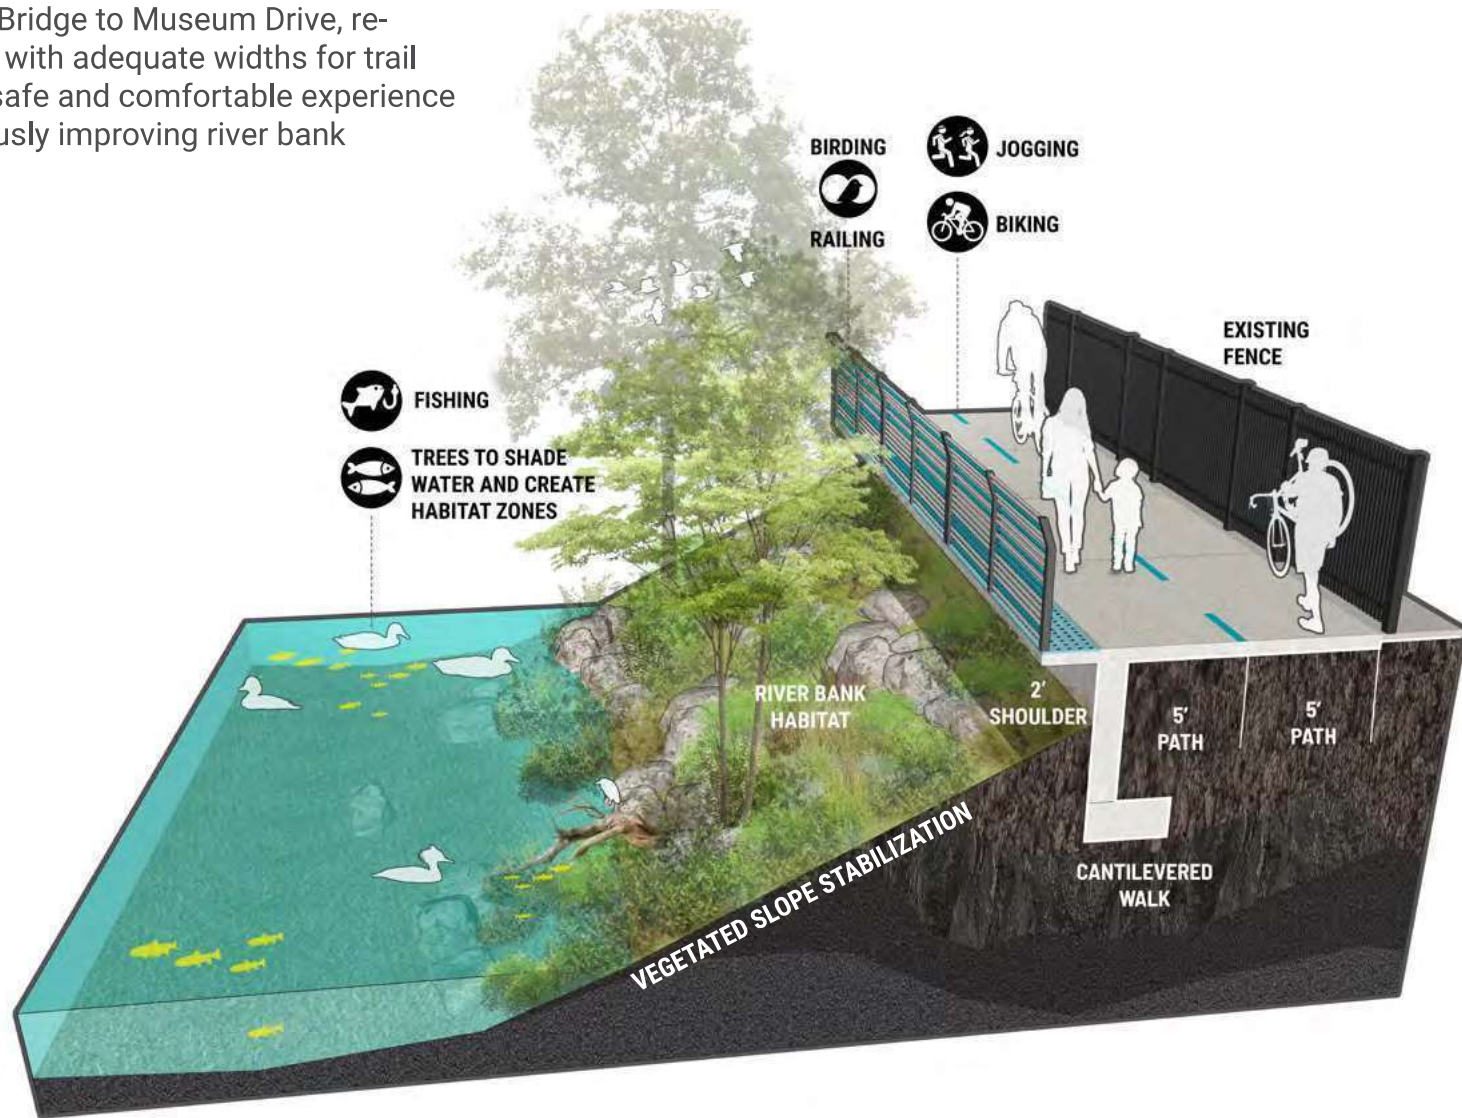 Bridge to Museum Drive, re-
with adequate widths for trail
safe and comfortable experience
usly improving river bank
BIRDING
RAILING
JOGGING
BIKING
EXISTING
FENCE
FISHING
TREES TO SHADE
WATER AND CREATE
HABITAT ZONES
RIVER BANK
HABITAT
2'
SHOULDER
5'
PATH
5'
PATH
VEGETATED SLOPE STABILIZATION
CANTILEVERED
WALK